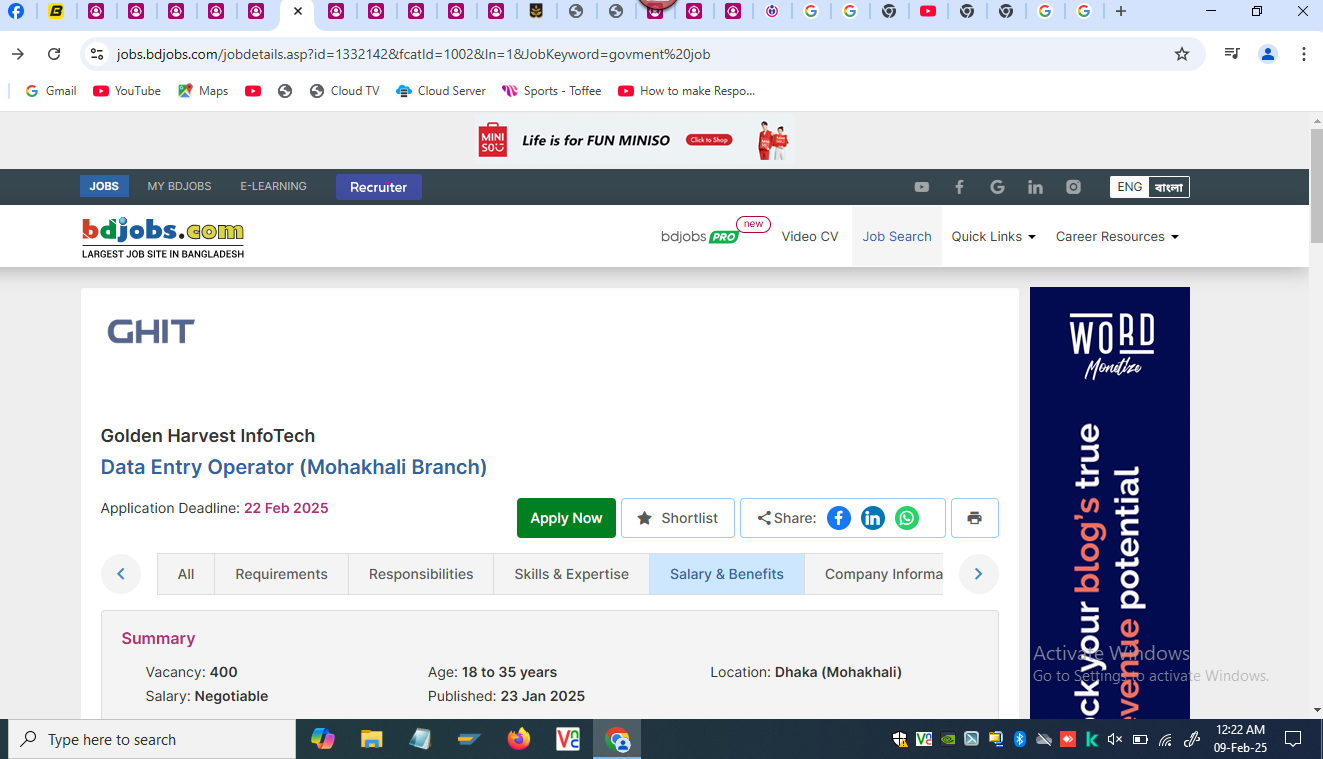 jobs.bdjobs.com/jobdetails.asp?id=1332142&fcatId=1002&ln=1&JobKeyword=govment%20job
Gmail YouTube Maps Cloud TV Cloud Server Sports - Toffee How to make Respo...
MINI SO Life is for FUN MINISO Click to Shop
JOBS MY BDJOBS E-LEARNING Recruiter ENG বাংলা
bdjobs.com
LARGEST JOB SITE IN BANGLADESH
bdjobs PRO new Video CV Job Search Quick Links Career Resources
GHIT
WORD
Monetize
Golden Harvest InfoTech
Data Entry Operator (Mohakhali Branch)
Application Deadline: 22 Feb 2025
Apply Now Shortlist Share:
All Requirements Responsibilities Skills & Expertise Salary & Benefits Company Informa
Summary
Vacancy: 400 Age: 18 to 35 years Location: Dhaka (Mohakhali)
Salary: Negotiable Published: 23 Jan 2025
ock your blog's true
evenue potential
Activate Windows
Go to Settings to activate Windows.
Type here to search
12:22 AM
09-Feb-25